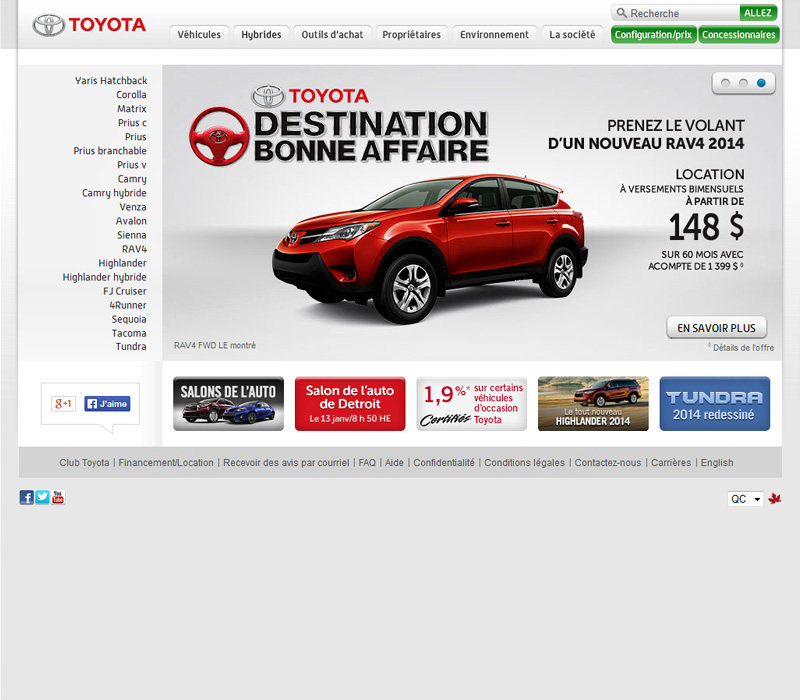 TOYOTA
Recherche
ALLEZ
Véhicules
Hybrides
Outils d'achat
Propriétaires
Environnement
La société
Configuration/prix
Concessionnaires
Yaris Hatchback
Corolla
Matrix
Prius c
Prius
Prius branchable
Prius v
Camry
Camry hybride
Venza
Avalon
Sienna
RAV4
Highlander
Highlander hybride
FJ Cruiser
4Runner
Sequoia
Tacoma
Tundra
TOYOTA
DESTINATION
BONNE AFFAIRE
PRENEZ LE VOLANT
D'UN NOUVEAU RAV4 2014
LOCATION
À VERSEMENTS BIMENSUELS
À PARTIR DE
148 $
SUR 60 MOIS AVEC
ACOMPTE DE 1 399 $ ◊
EN SAVOIR PLUS
RAV4 FWD LE montré
◊ Détails de l'offre
g+1
J'aime
SALONS DE L'AUTO
Salon de l'auto
de Detroit
Le 13 janv/8 h 50 HE
1,9%*
sur certains
véhicules
d'occasion
Toyota
Certifiés
Le tout nouveau
HIGHLANDER 2014
TUNDRA
2014 redessiné
Club Toyota | Financement/Location | Recevoir des avis par courriel | FAQ | Aide | Confidentialité | Conditions légales | Contactez-nous | Carrières | English
You
Tube
QC